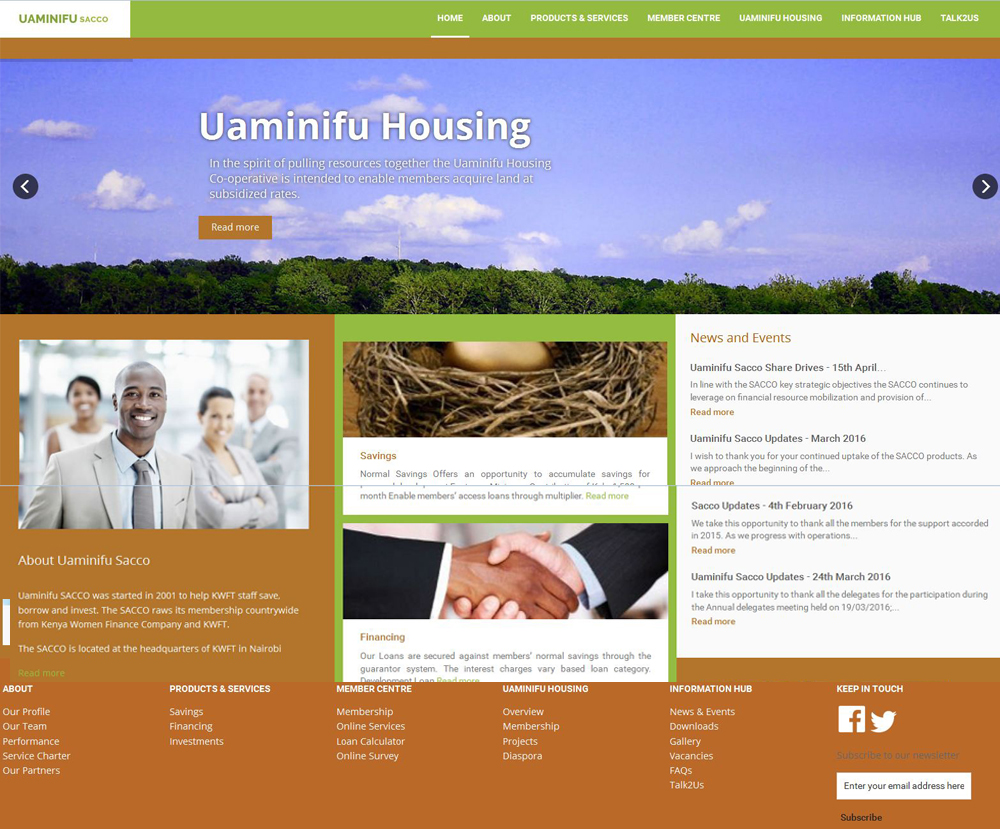 UAMINIFU SACCO
HOME
ABOUT
PRODUCTS & SERVICES
MEMBER CENTRE
UAMINIFU HOUSING
INFORMATION HUB
TALK2US
Uaminifu Housing
In the spirit of pulling resources together the Uaminifu Housing
Co-operative is intended to enable members acquire land at
subsidized rates.
Read more
About Uaminifu Sacco
Uaminifu SACCO was started in 2001 to help KWFT staff save,
borrow and invest. The SACCO raws its membership countrywide
from Kenya Women Finance Company and KWFT.
The SACCO is located at the headquarters of KWFT in Nairobi
Read more
Savings
Normal Savings Offers an opportunity to accumulate savings for
month Enable members' access loans through multiplier. Read more
Financing
Our Loans are secured against members' normal savings through the
guarantor system. The interest charges vary based loan category.
Development Loan Read more
News and Events
Uaminifu Sacco Share Drives - 15th April...
In line with the SACCO key strategic objectives the SACCO continues to
leverage on financial resource mobilization and provision of...
Read more
Uaminifu Sacco Updates - March 2016
I wish to thank you for your continued uptake of the SACCO products. As
we approach the beginning of the...
Read more
Sacco Updates - 4th February 2016
We take this opportunity to thank all the members for the support accorded
in 2015. As we progress with operations...
Read more
Uaminifu Sacco Updates - 24th March 2016
I take this opportunity to thank all the delegates for the participation during
the Annual delegates meeting held on 19/03/2016;...
Read more
ABOUT
Our Profile
Our Team
Performance
Service Charter
Our Partners
PRODUCTS & SERVICES
Savings
Financing
Investments
MEMBER CENTRE
Membership
Online Services
Loan Calculator
Online Survey
UAMINIFU HOUSING
Overview
Membership
Projects
Diaspora
INFORMATION HUB
News & Events
Downloads
Gallery
Vacancies
FAQs
Talk2Us
KEEP IN TOUCH
Subscribe to our newsletter
Enter your email address here
Subscribe